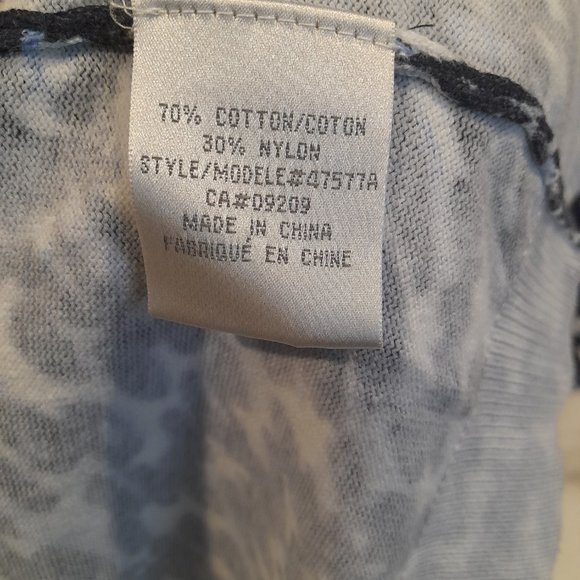 70% COTTON/COTON
30% NYLON
STYLE/MODELE#47577A
CA#09209
MADE IN CHINA
FABRIQUÉ EN CHINE